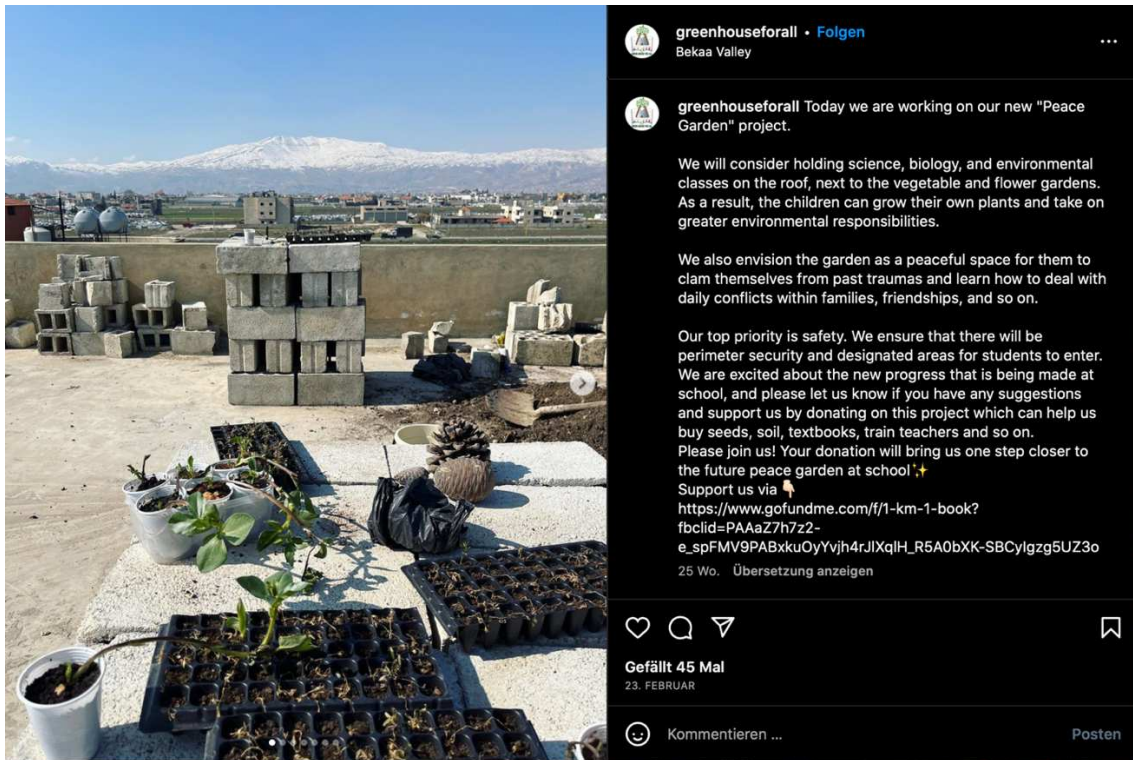 greenhouseforall • Folgen
Bekaa Valley
greenhouseforall Today we are working on our new "Peace
Garden" project.
We will consider holding science, biology, and environmental
classes on the roof, next to the vegetable and flower gardens.
As a result, the children can grow their own plants and take on
greater environmental responsibilities.
We also envision the garden as a peaceful space for them to
clam themselves from past traumas and learn how to deal with
daily conflicts within families, friendships, and so on.
Our top priority is safety. We ensure that there will be
perimeter security and designated areas for students to enter.
We are excited about the new progress that is being made at
school, and please let us know if you have any suggestions
and support us by donating on this project which can help us
buy seeds, soil, textbooks, train teachers and so on.
Please join us! Your donation will bring us one step closer to
the future peace garden at school✨
Support us via 👇🏻
https://www.gofundme.com/f/1-km-1-book?
fbclid=PAAaZ7h7z2-
e_spFMV9PABxkuOyYvjh4rJlXqlH_R5A0bXK-SBCyIgzg5UZ3o
25 Wo. Übersetzung anzeigen
Gefällt 45 Mal
23. FEBRUAR
Kommentieren ...
Posten